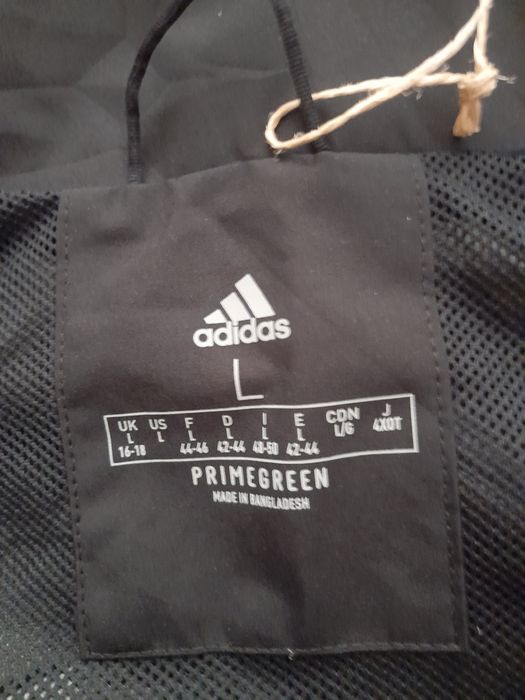 adidas
L
UK US F D I E CDN J
L L L L L L L/G 4XOT
16-18 44-46 42-44 48-50 42-44
PRIMEGREEN
MADE IN BANGLADESH